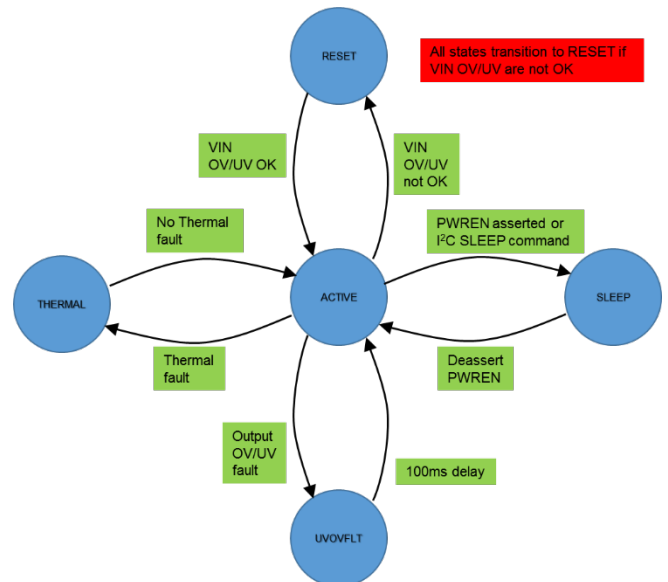 RESET
All states transition to RESET if
VIN OV/UV are not OK
VIN
OV/UV OK
VIN
OV/UV
not OK
No Thermal
fault
PWREN asserted or
I²C SLEEP command
THERMAL
ACTIVE
SLEEP
Thermal
fault
Deassert
PWREN
Output
OV/UV
fault
100ms delay
UVOVFLT